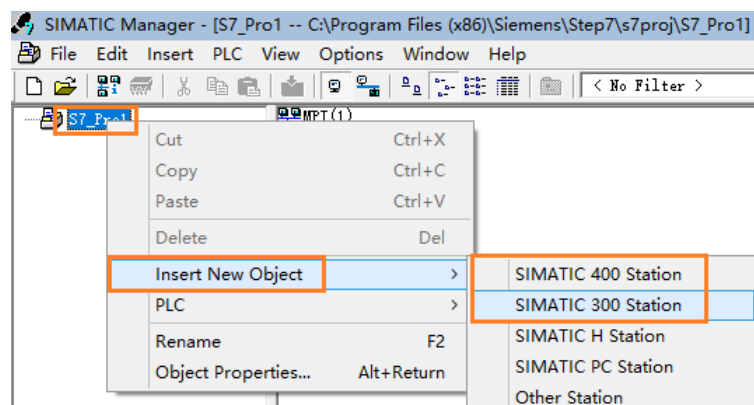 SIMATIC Manager - [S7_Pro1 -- C:\Program Files (x86)\Siemens\Step7\s7proj\S7_Pro1]
File Edit Insert PLC View Options Window Help
< No Filter >
S7_Pro1
MPI(1)
Cut Ctrl+X
Copy Ctrl+C
Paste Ctrl+V
Delete Del
Insert New Object >
SIMATIC 400 Station
PLC >
SIMATIC 300 Station
Rename F2
SIMATIC H Station
Object Properties... Alt+Return
SIMATIC PC Station
Other Station